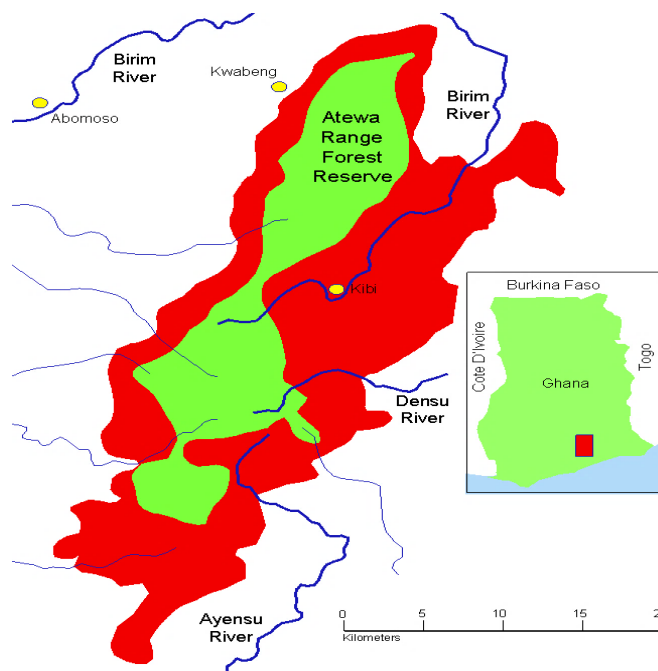 Birim
River
Kwabeng
Abomoso
Birim
River
Atewa
Range
Forest
Reserve
Kibi
Densu
River
Ayensu
River
Burkina Faso
Cote D'Ivoire
Togo
Ghana
0 5 10 15 2
Kilometers